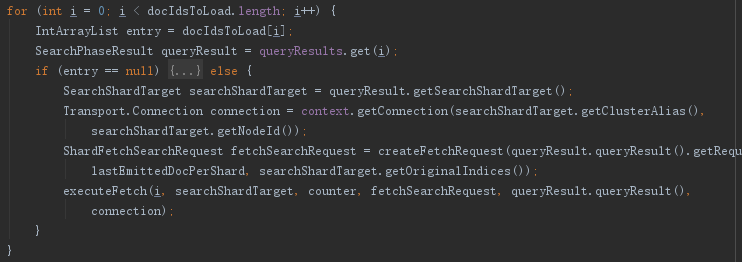 for (int i = 0; i < docIdsToLoad.length; i++) {
IntArrayList entry = docIdsToLoad[i];
SearchPhaseResult queryResult = queryResults.get(i);
if (entry == null) {...} else {
SearchShardTarget searchShardTarget = queryResult.getSearchShardTarget();
Transport.Connection connection = context.getConnection(searchShardTarget.getClusterAlias(),
searchShardTarget.getNodeId());
ShardFetchSearchRequest fetchSearchRequest = createFetchRequest(queryResult.queryResult().getRequ
lastEmittedDocPerShard, searchShardTarget.getOriginalIndices());
executeFetch(i, searchShardTarget, counter, fetchSearchRequest, queryResult.queryResult(),
connection);
}
}